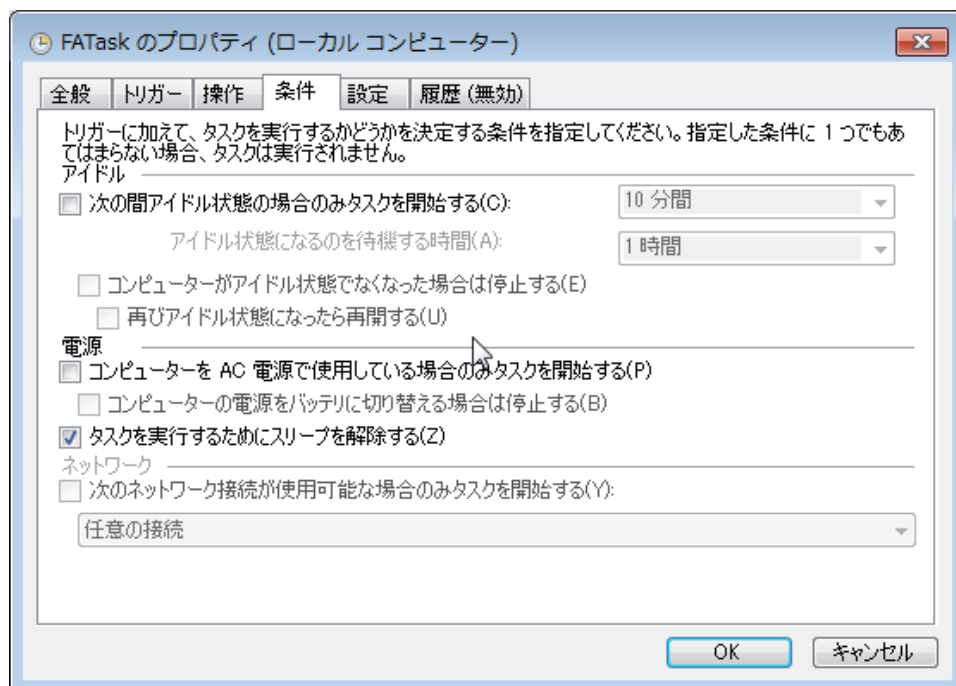 FATask のプロパティ (ローカル コンピューター)
全般 トリガー 操作 条件 設定 履歴 (無効)
トリガーに加えて、タスクを実行するかどうかを決定する条件を指定してください。指定した条件に 1 つでもあ
てはまらない場合、タスクは実行されません。
アイドル
次の間アイドル状態の場合のみタスクを開始する(C): 10 分間
アイドル状態になるのを待機する時間(A): 1 時間
コンピューターがアイドル状態でなくなった場合は停止する(E)
再びアイドル状態になったら再開する(U)
電源
コンピューターを AC 電源で使用している場合のみタスクを開始する(P)
コンピューターの電源をバッテリに切り替える場合は停止する(B)
タスクを実行するためにスリープを解除する(Z)
ネットワーク
次のネットワーク接続が使用可能な場合のみタスクを開始する(Y):
任意の接続
OK キャンセル